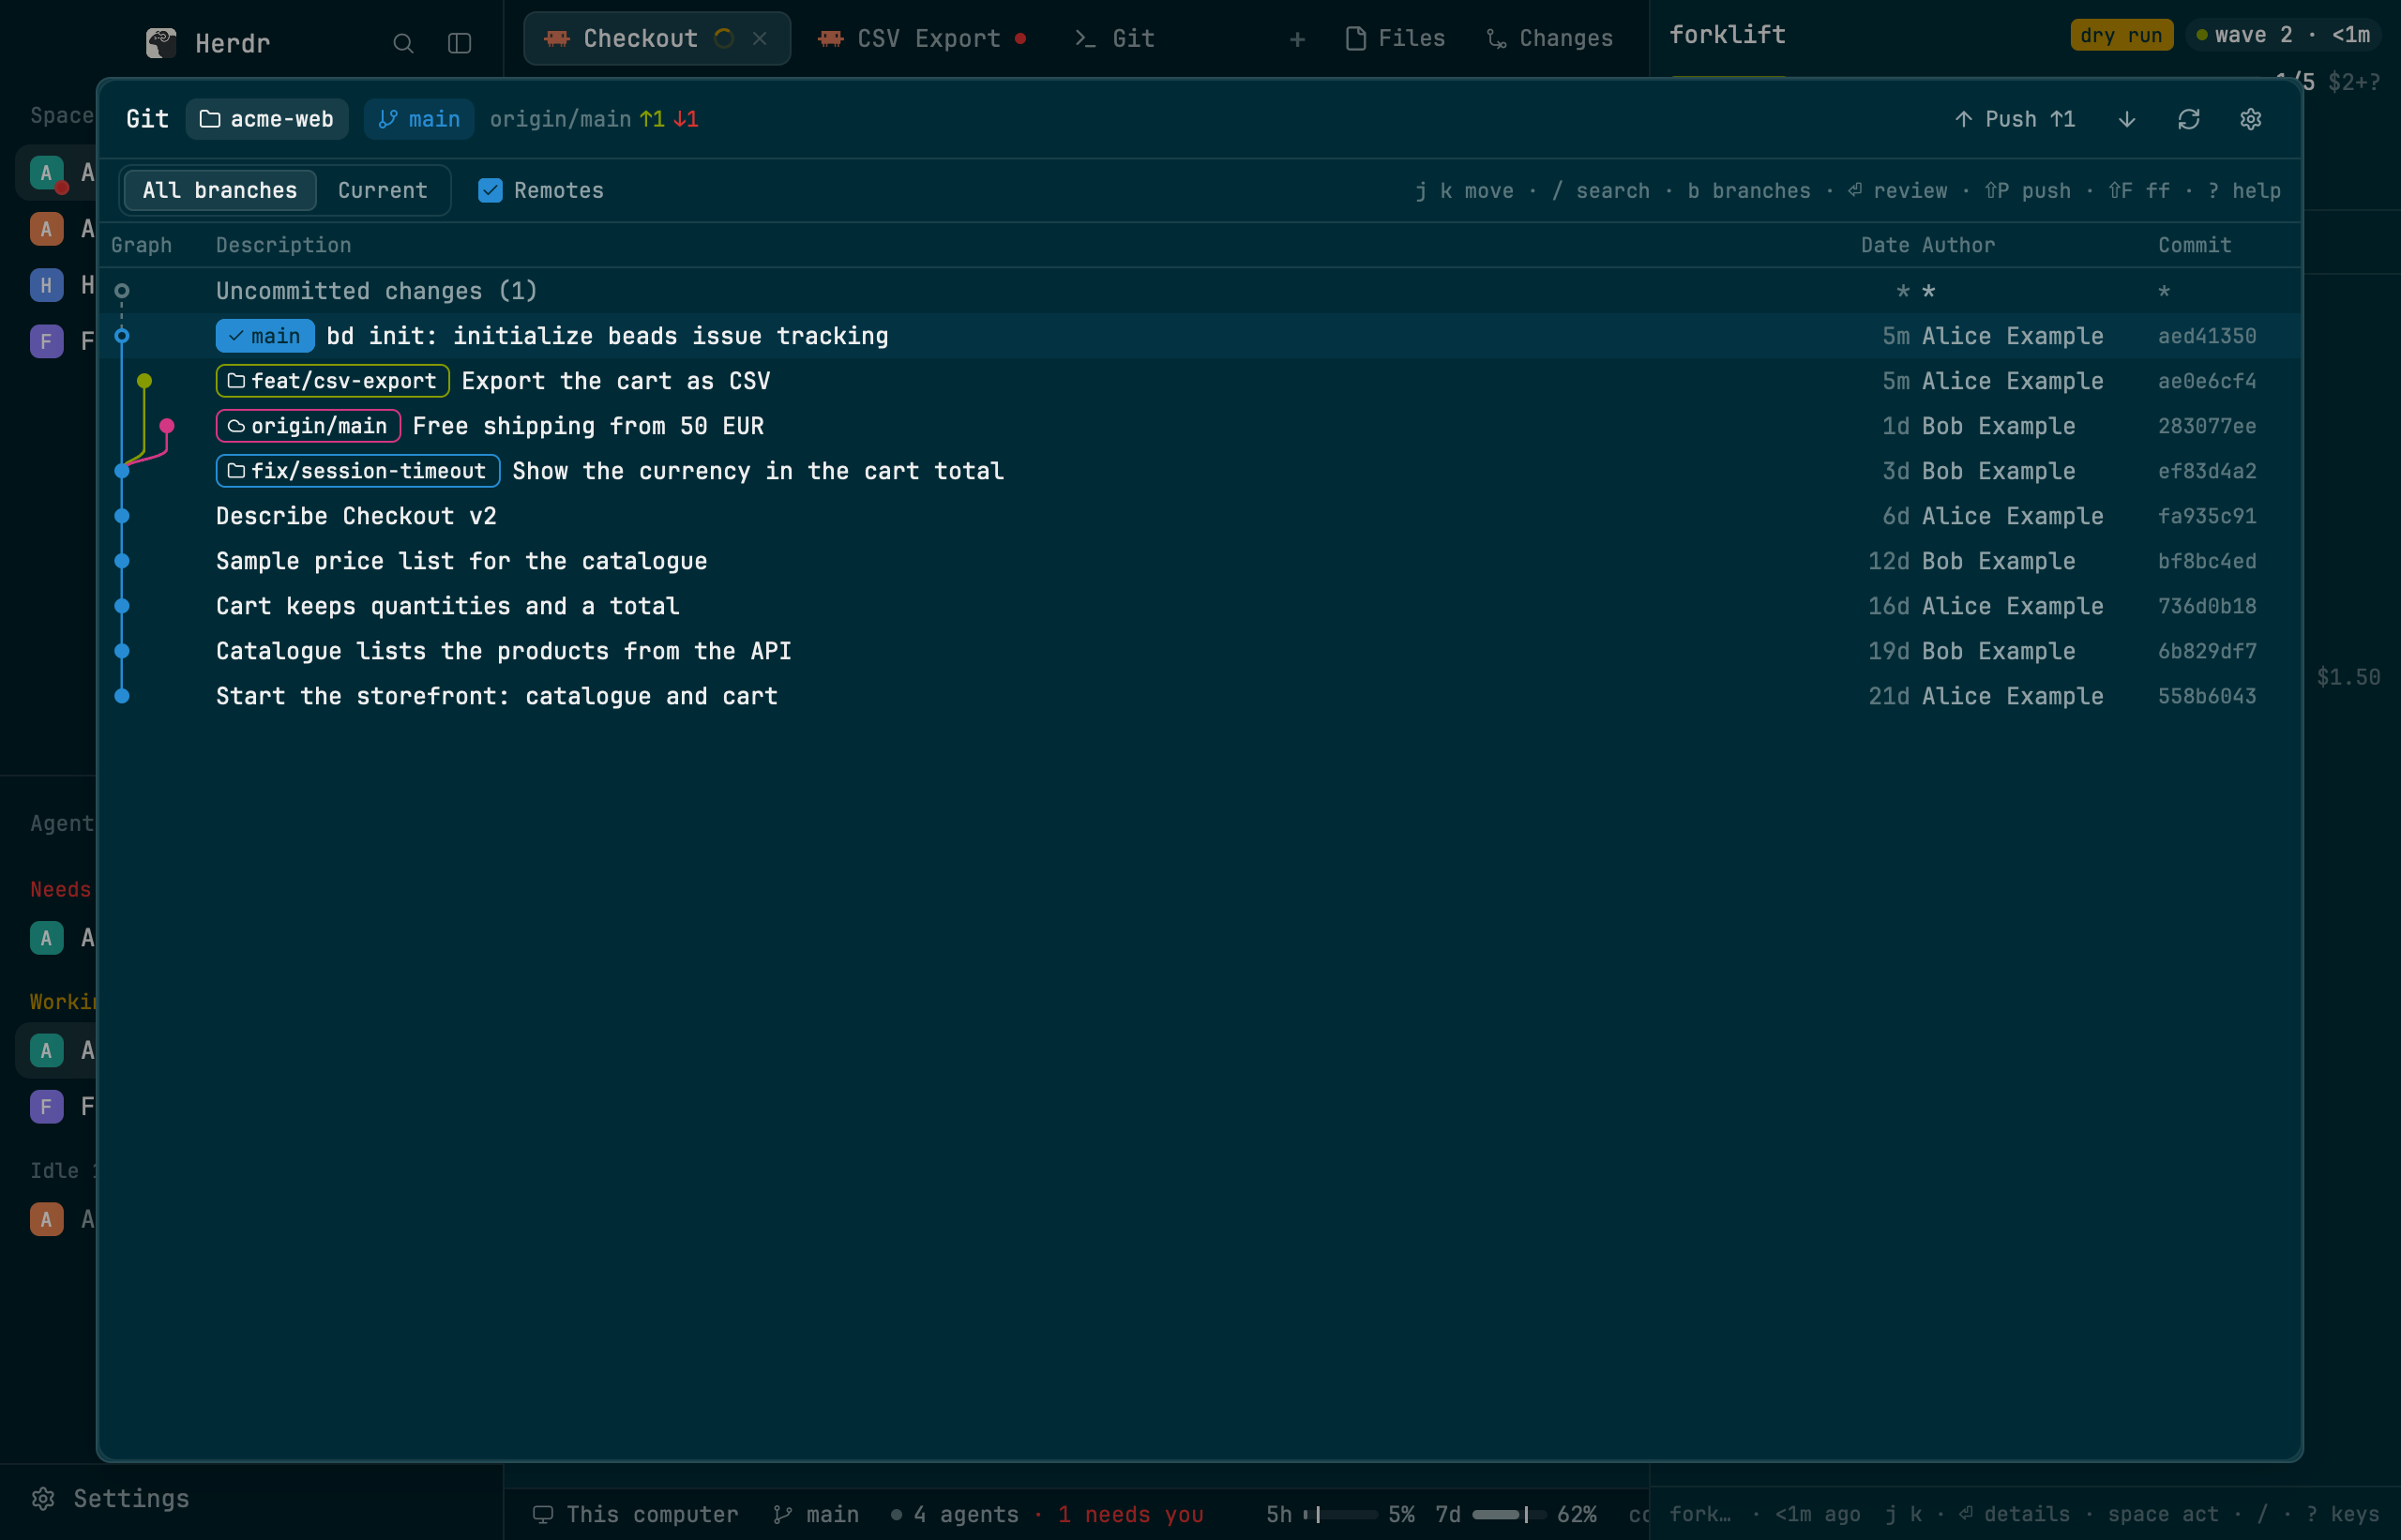 Herdr
Checkout
CSV Export
Git
+
Files
Changes
forklift
dry run
wave 2 · <1m
/5 $2+?
Space
Git acme-web main origin/main ↑1 ↓1
↑ Push ↑1
All branches Current Remotes
j k move · / search · b branches · ⏎ review · ⇧P push · ⇧F ff · ? help
Graph Description Date Author Commit
Uncommitted changes (1) * * *
main bd init: initialize beads issue tracking 5m Alice Example aed41350
feat/csv-export Export the cart as CSV 5m Alice Example ae0e6cf4
origin/main Free shipping from 50 EUR 1d Bob Example 283077ee
fix/session-timeout Show the currency in the cart total 3d Bob Example ef83d4a2
Describe Checkout v2 6d Alice Example fa935c91
Sample price list for the catalogue 12d Bob Example bf8bc4ed
Cart keeps quantities and a total 16d Alice Example 736d0b18
Catalogue lists the products from the API 19d Bob Example 6b829df7
Start the storefront: catalogue and cart 21d Alice Example 558b6043
A A
A A
H H
F F
$1.50
Agent
Needs
A A
Workin
A A
F F
Idle
A A
Settings
This computer main 4 agents · 1 needs you 5h 5% 7d 62%
fork… · <1m ago j k · ⏎ details · space act · / · ? keys